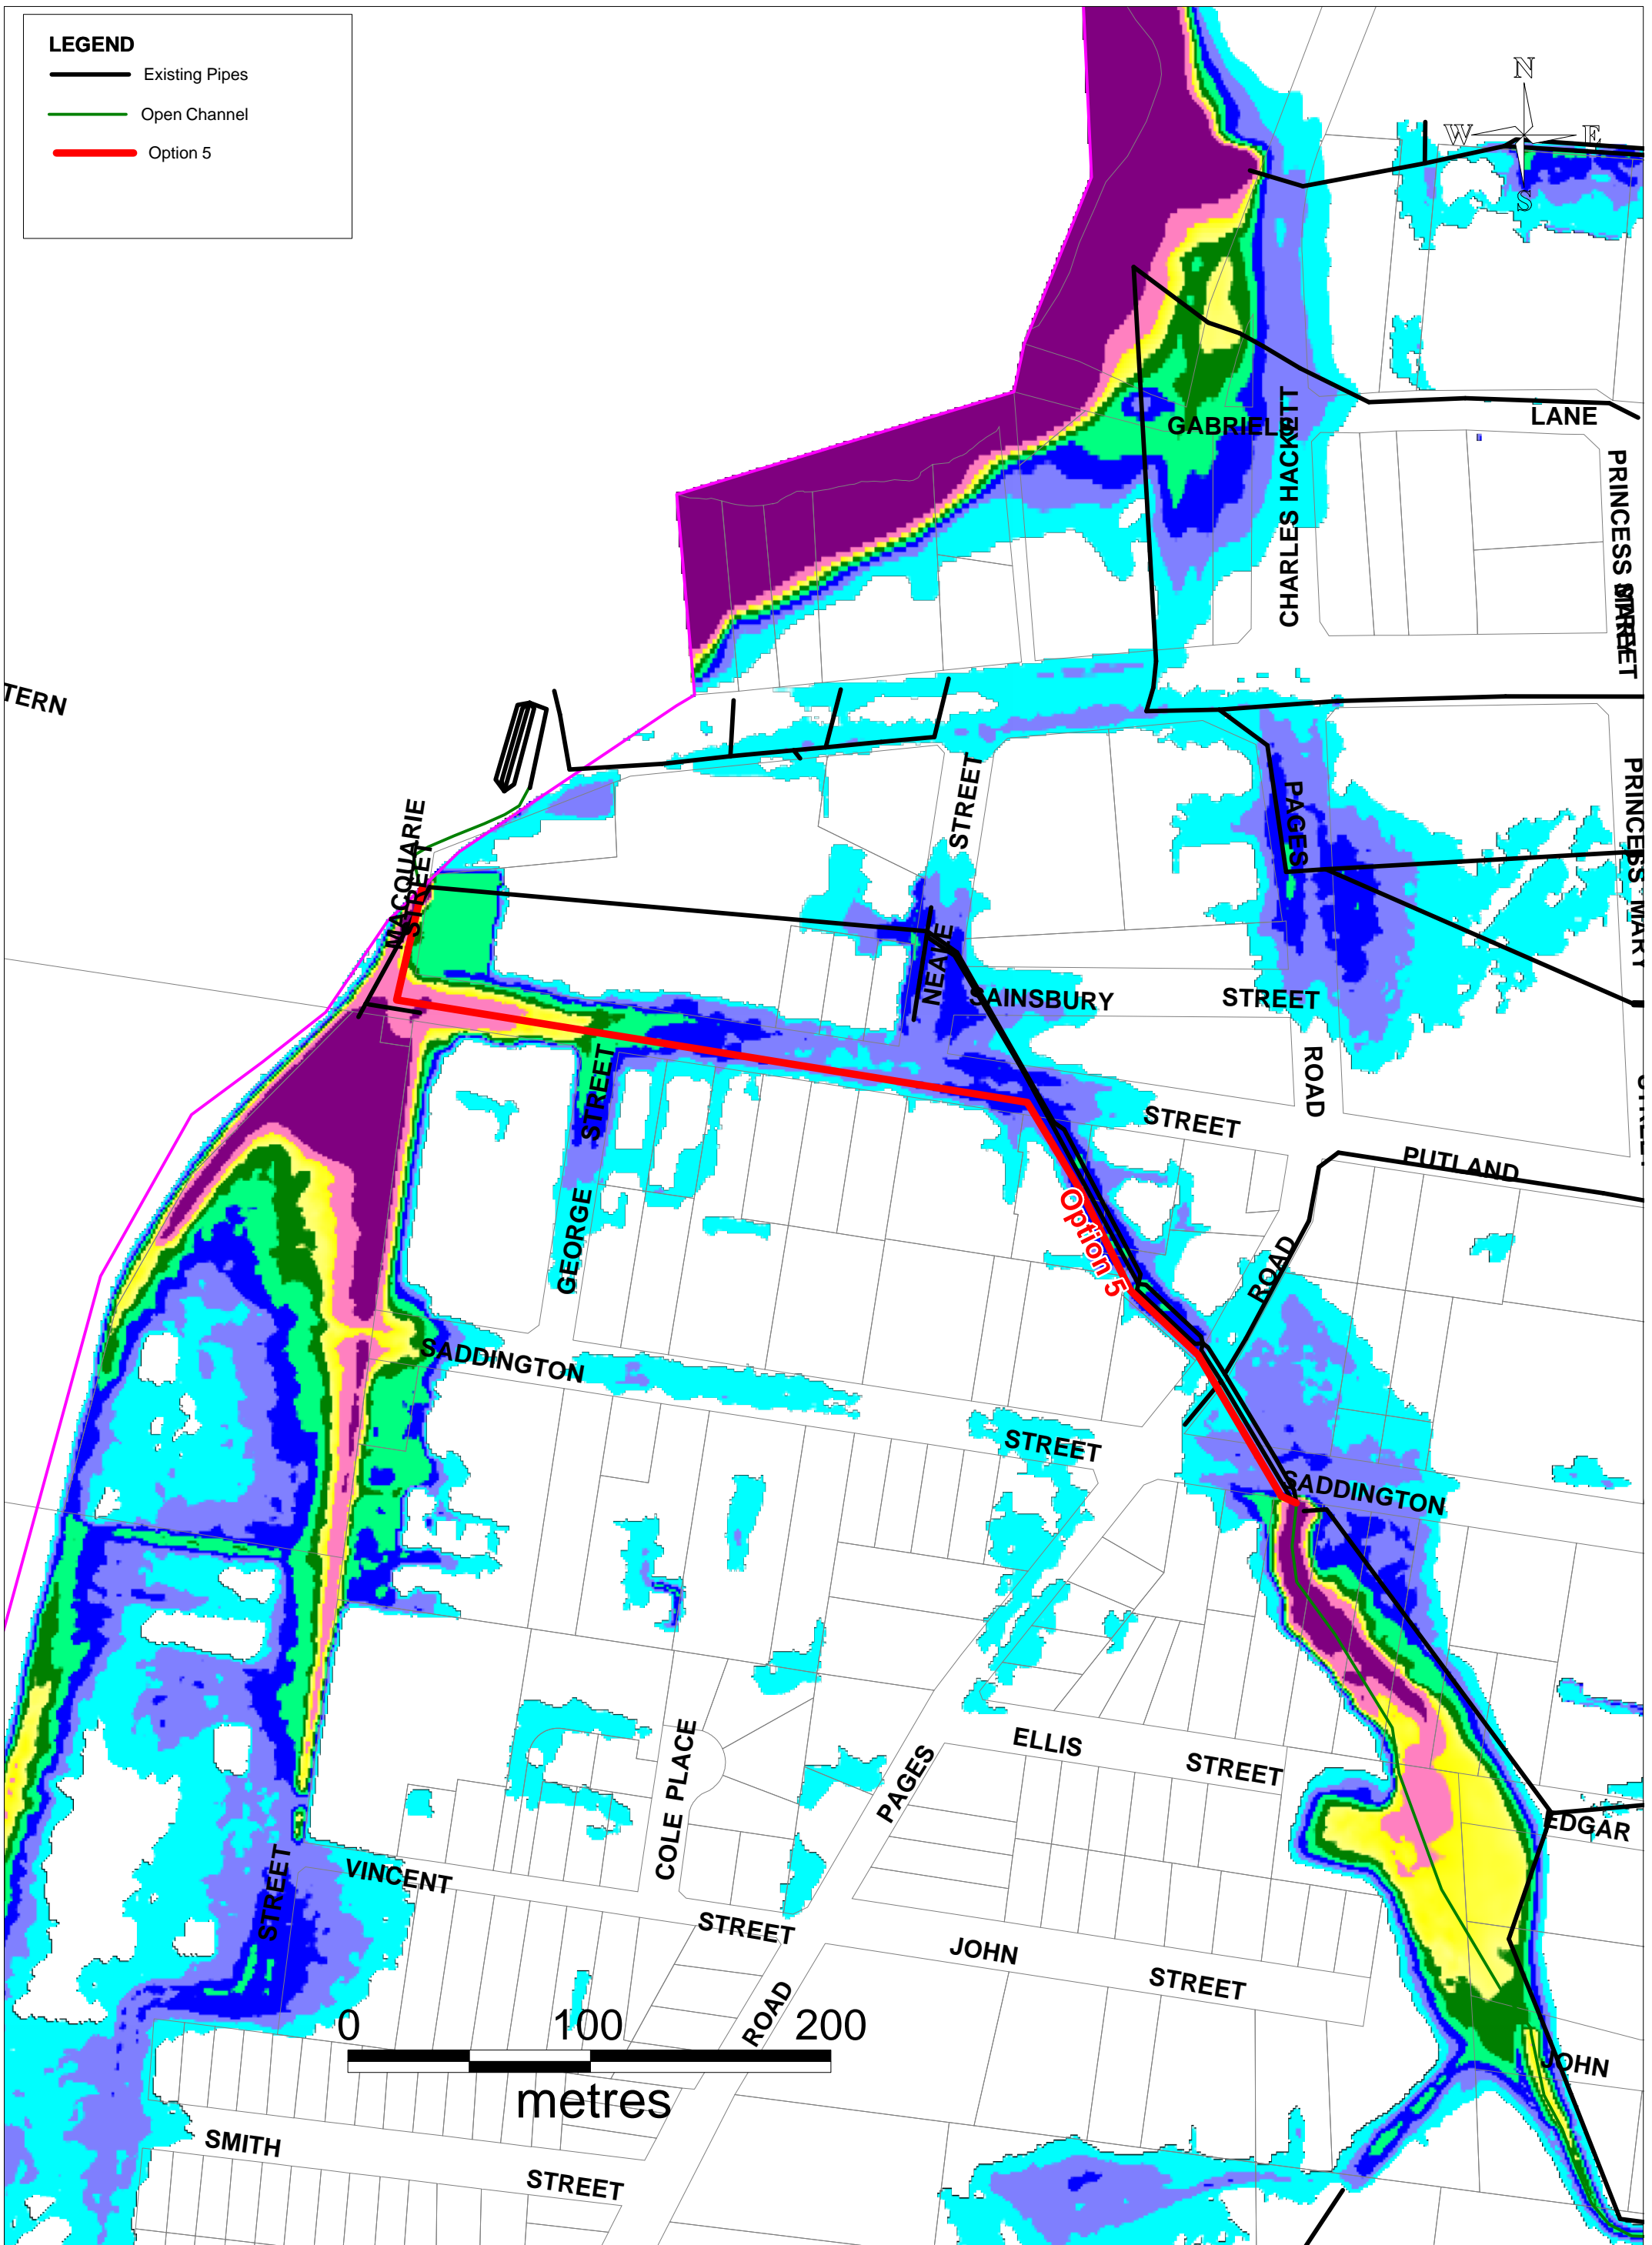 LEGEND
Existing Pipes
Open Channel
Option 5
N
W
E
S
GABRIELS
LANE
CHARLES HACKETT
PRINCESS MARY
STREET
TERN
STREET
PAGES
PRINCESS MARY
MACQUARIE
STREET
NEALE
SAINSBURY
STREET
ROAD
STREET
STREET
PUTLAND
Option 5
GEORGE
ROAD
SADDINGTON
STREET
SADDINGTON
ELLIS
STREET
PAGES
COLE PLACE
EDGAR
VINCENT
STREET
STREET
JOHN
STREET
ROAD
0 100 200
metres
JOHN
SMITH
STREET